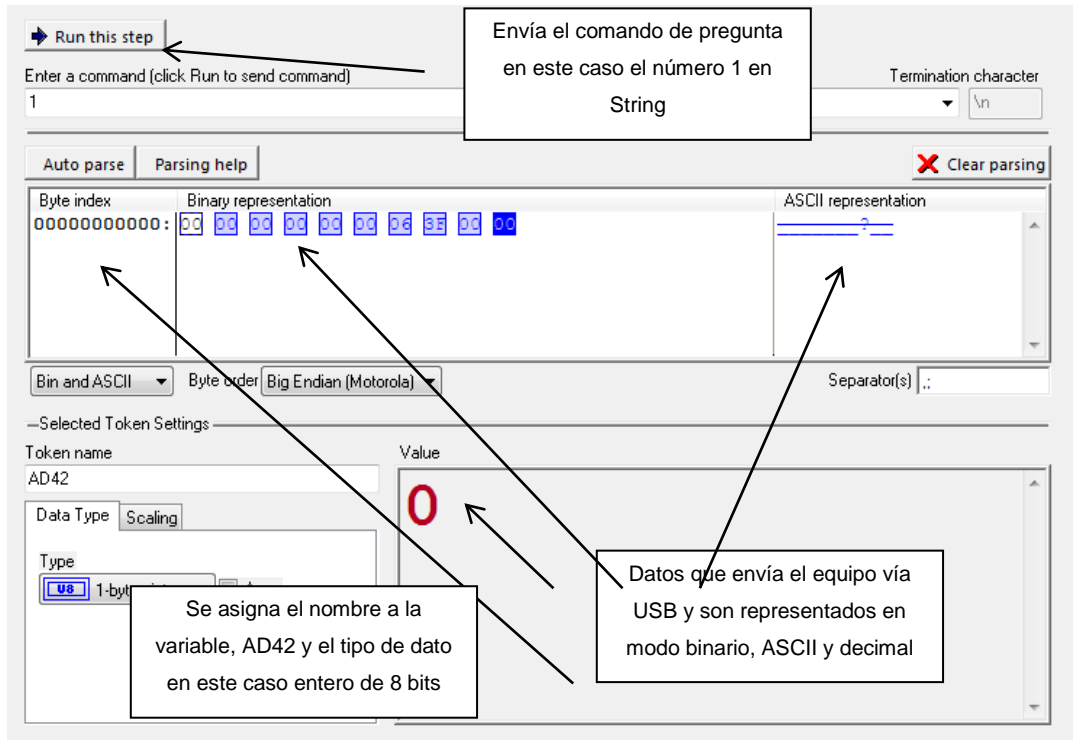 Run this step
Envía el comando de pregunta
en este caso el número 1 en
String
Enter a command (click Run to send command)
Termination character
1
\n
Auto parse
Parsing help
Clear parsing
Byte index
Binary representation
ASCII representation
00000000000:
00 00 00 00 00 00 06 3F 00 00
_______?__
Bin and ASCII
Byte order
Big Endian (Motorola)
Separator(s)
,;
Selected Token Settings
Token name
Value
AD42
0
Data Type
Scaling
Type
U8
Datos que envía el equipo vía
USB y son representados en
modo binario, ASCII y decimal
Se asigna el nombre a la
variable, AD42 y el tipo de dato
en este caso entero de 8 bits